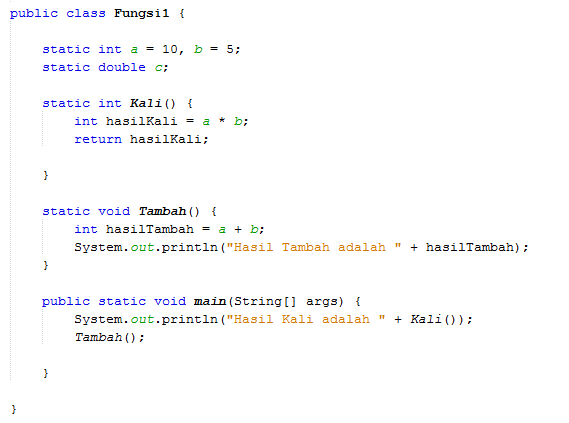 public class Fungsi1 {
static int a = 10, b = 5;
static double c;
static int Kali() {
int hasilKali = a * b;
return hasilKali;
}
static void Tambah() {
int hasilTambah = a + b;
System.out.println("Hasil Tambah adalah " + hasilTambah);
}
public static void main(String[] args) {
System.out.println("Hasil Kali adalah " + Kali());
Tambah();
}
}